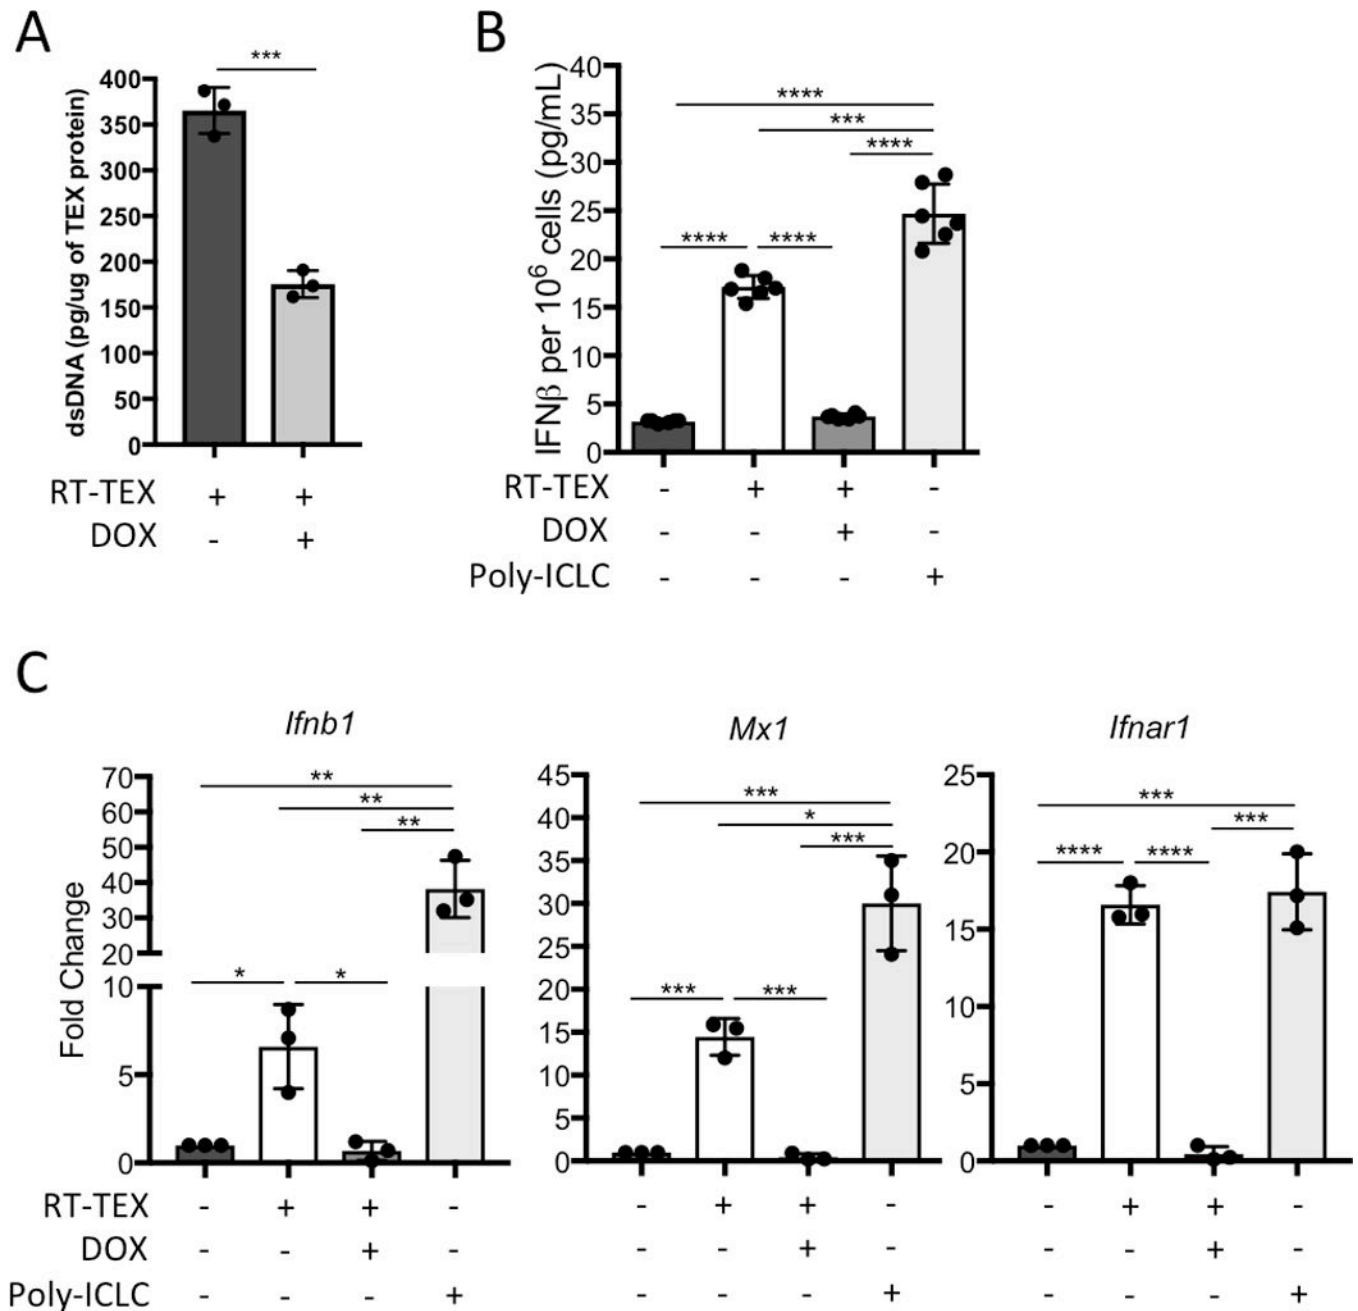 A
***
dsDNA (pg/ug of TEX protein)
400
350
300
250
200
150
100
50
0
RT-TEX + +
DOX - +
B
****
***
****
**** ****
IFNβ per 10⁶ cells (pg/mL)
40
35
30
25
20
15
10
5
0
RT-TEX - + + -
DOX - - + -
Poly-ICLC - - - +
C
Fold Change
Ifnb1
**
**
**
* *
70
60
50
40
30
20
10
5
0
RT-TEX - + + -
DOX - - + -
Poly-ICLC - - - +
Mx1
***
*
***
*** ***
45
40
35
30
25
20
15
10
5
0
- + + -
- - + -
- - - +
Ifnar1
***
***
**** ****
25
20
15
10
5
0
- + + -
- - + -
- - - +